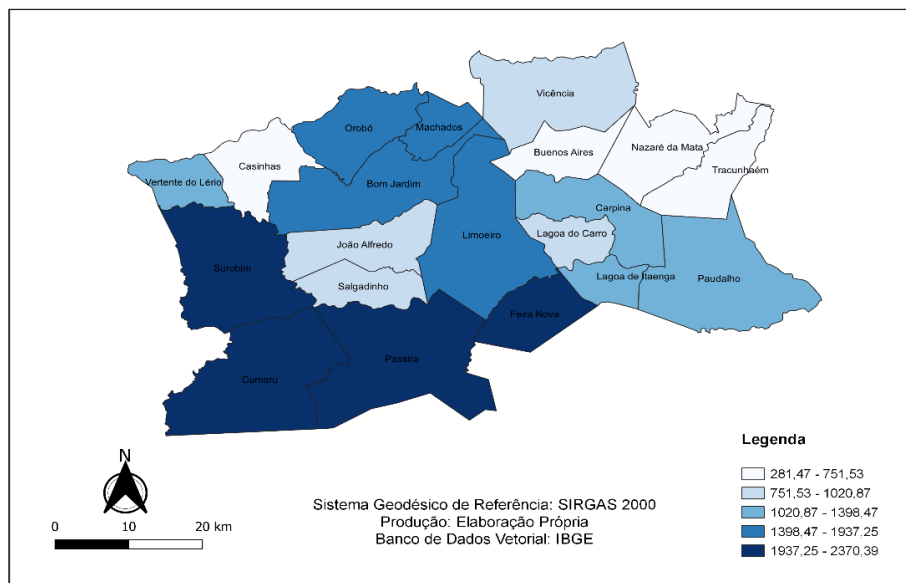 Vicência
Orobó
Machados
Buenos Aires
Nazaré da Mata
Casinhas
Tracunhaém
Vertente do Lério
Bom Jardim
Carpina
Limoeiro
Lagoa do Carro
João Alfredo
Surubim
Lagoa de Itaenga
Paudalho
Salgadinho
Feira Nova
Passira
Cumaru
Legenda
281,47 - 751,53
751,53 - 1020,87
1020,87 - 1398,47
1398,47 - 1937,25
1937,25 - 2370,39
N
0 10 20 km
Sistema Geodésico de Referência: SIRGAS 2000
Produção: Elaboração Própria
Banco de Dados Vetorial: IBGE